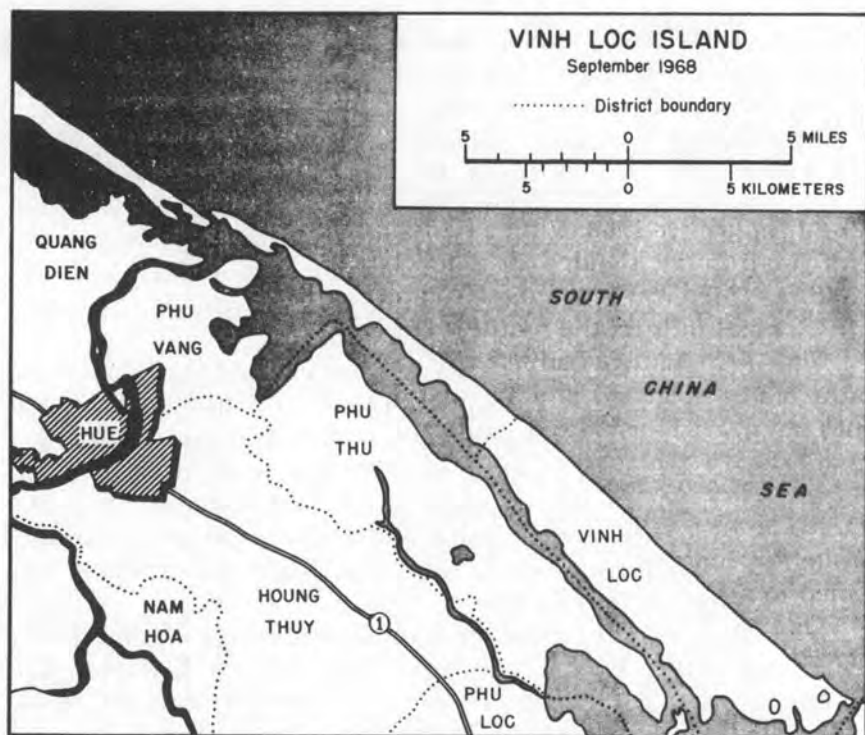 VINH LOC ISLAND
September 1968
District boundary
5 0 5 MILES
5 0 5 KILOMETERS
QUANG
DIEN
PHU
VANG
SOUTH
CHINA
SEA
HUE
PHU
THU
VINH
LOC
NAM
HOA
HOUNG
THUY
1
PHU
LOC